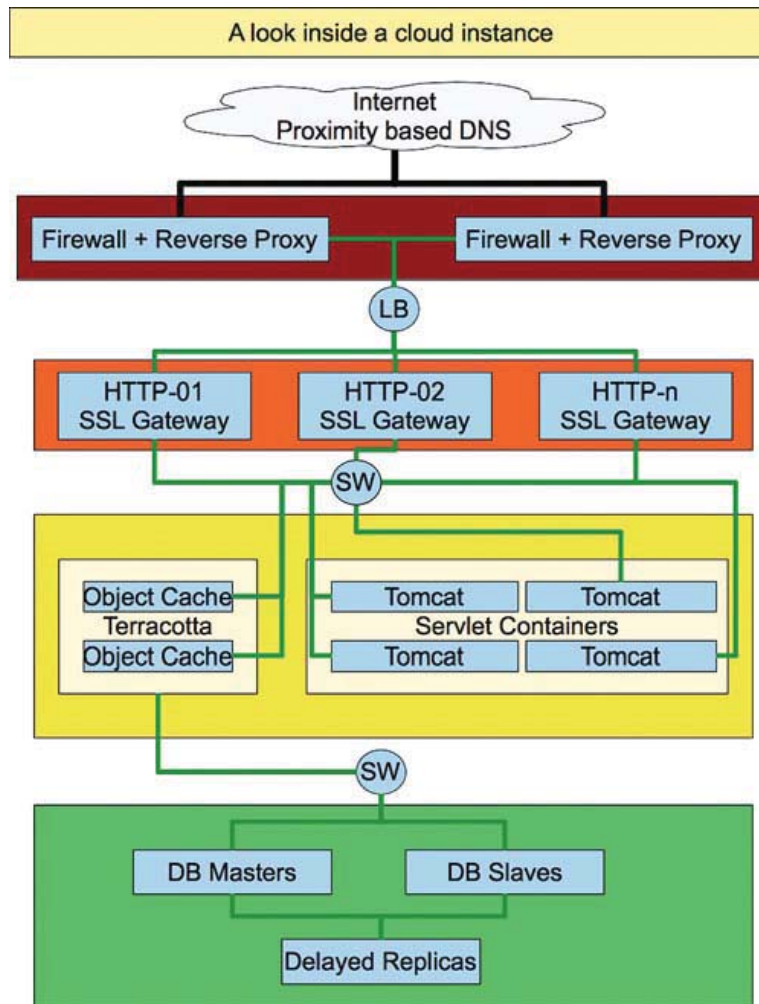 A look inside a cloud instance
Internet
Proximity based DNS
Firewall + Reverse Proxy
Firewall + Reverse Proxy
LB
HTTP-01
SSL Gateway
HTTP-02
SSL Gateway
HTTP-n
SSL Gateway
SW
Object Cache
Terracotta
Object Cache
Tomcat
Tomcat
Servlet Containers
Tomcat
Tomcat
SW
DB Masters
DB Slaves
Delayed Replicas